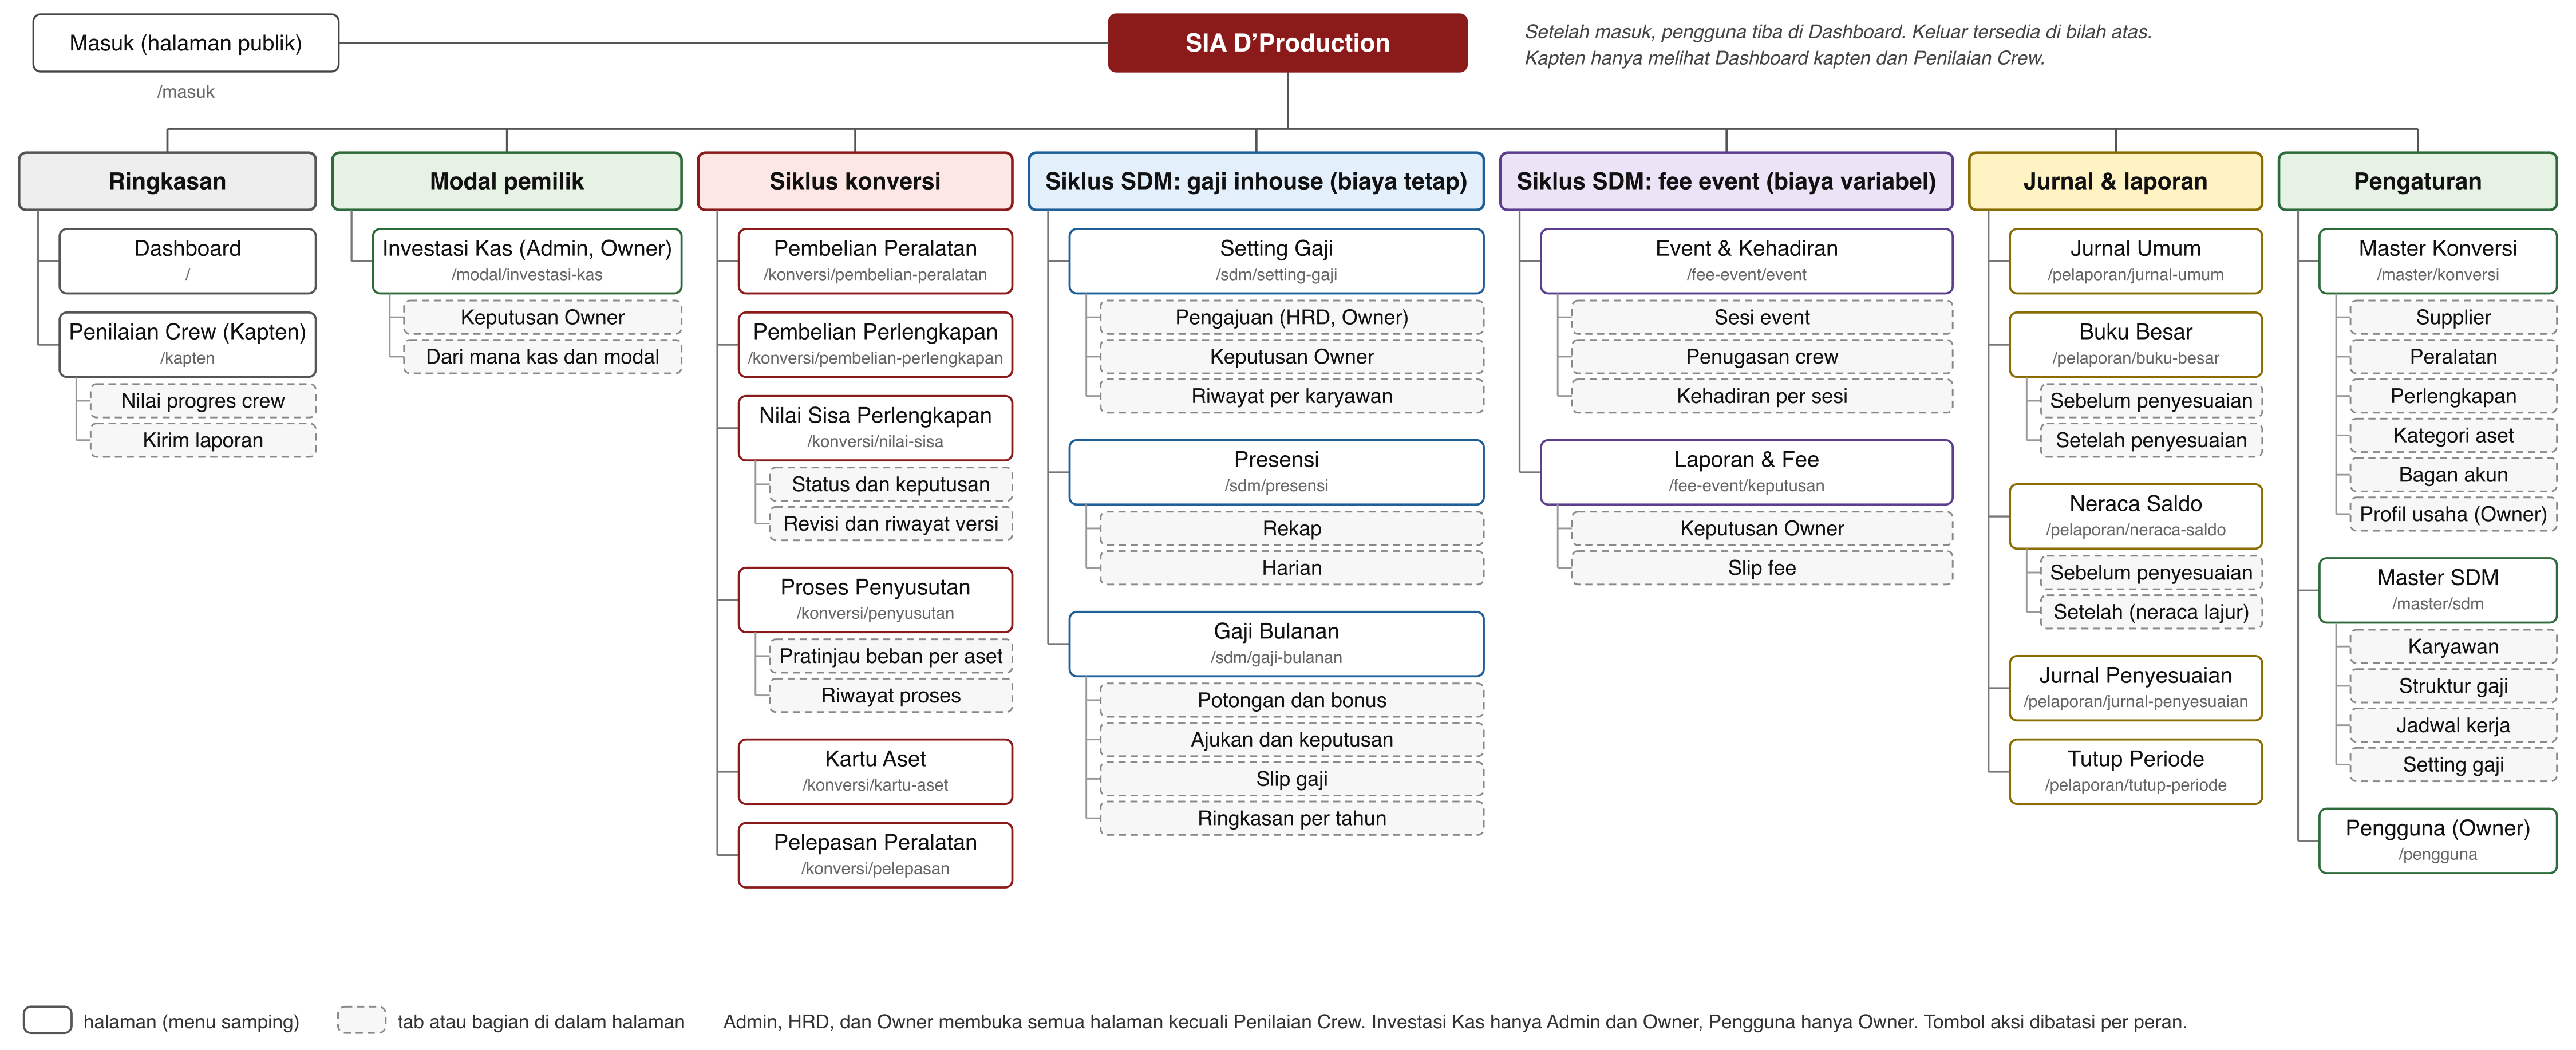 Masuk (halaman publik)
/masuk
SIA D’Production
Setelah masuk, pengguna tiba di Dashboard. Keluar tersedia di bilah atas.
Kapten hanya melihat Dashboard kapten dan Penilaian Crew.
Ringkasan
Dashboard
/
Penilaian Crew (Kapten)
/kapten
Nilai progres crew
Kirim laporan
Modal pemilik
Investasi Kas (Admin, Owner)
/modal/investasi-kas
Keputusan Owner
Dari mana kas dan modal
Siklus konversi
Pembelian Peralatan
/konversi/pembelian-peralatan
Pembelian Perlengkapan
/konversi/pembelian-perlengkapan
Nilai Sisa Perlengkapan
/konversi/nilai-sisa
Status dan keputusan
Revisi dan riwayat versi
Proses Penyusutan
/konversi/penyusutan
Pratinjau beban per aset
Riwayat proses
Kartu Aset
/konversi/kartu-aset
Pelepasan Peralatan
/konversi/pelepasan
Siklus SDM: gaji inhouse (biaya tetap)
Setting Gaji
/sdm/setting-gaji
Pengajuan (HRD, Owner)
Keputusan Owner
Riwayat per karyawan
Presensi
/sdm/presensi
Rekap
Harian
Gaji Bulanan
/sdm/gaji-bulanan
Potongan dan bonus
Ajukan dan keputusan
Slip gaji
Ringkasan per tahun
Siklus SDM: fee event (biaya variabel)
Event & Kehadiran
/fee-event/event
Sesi event
Penugasan crew
Kehadiran per sesi
Laporan & Fee
/fee-event/keputusan
Keputusan Owner
Slip fee
Jurnal & laporan
Jurnal Umum
/pelaporan/jurnal-umum
Buku Besar
/pelaporan/buku-besar
Sebelum penyesuaian
Setelah penyesuaian
Neraca Saldo
/pelaporan/neraca-saldo
Sebelum penyesuaian
Setelah (neraca lajur)
Jurnal Penyesuaian
/pelaporan/jurnal-penyesuaian
Tutup Periode
/pelaporan/tutup-periode
Pengaturan
Master Konversi
/master/konversi
Supplier
Peralatan
Perlengkapan
Kategori aset
Bagan akun
Profil usaha (Owner)
Master SDM
/master/sdm
Karyawan
Struktur gaji
Jadwal kerja
Setting gaji
Pengguna (Owner)
/pengguna
halaman (menu samping)
tab atau bagian di dalam halaman
Admin, HRD, dan Owner membuka semua halaman kecuali Penilaian Crew. Investasi Kas hanya Admin dan Owner, Pengguna hanya Owner. Tombol aksi dibatasi per peran.